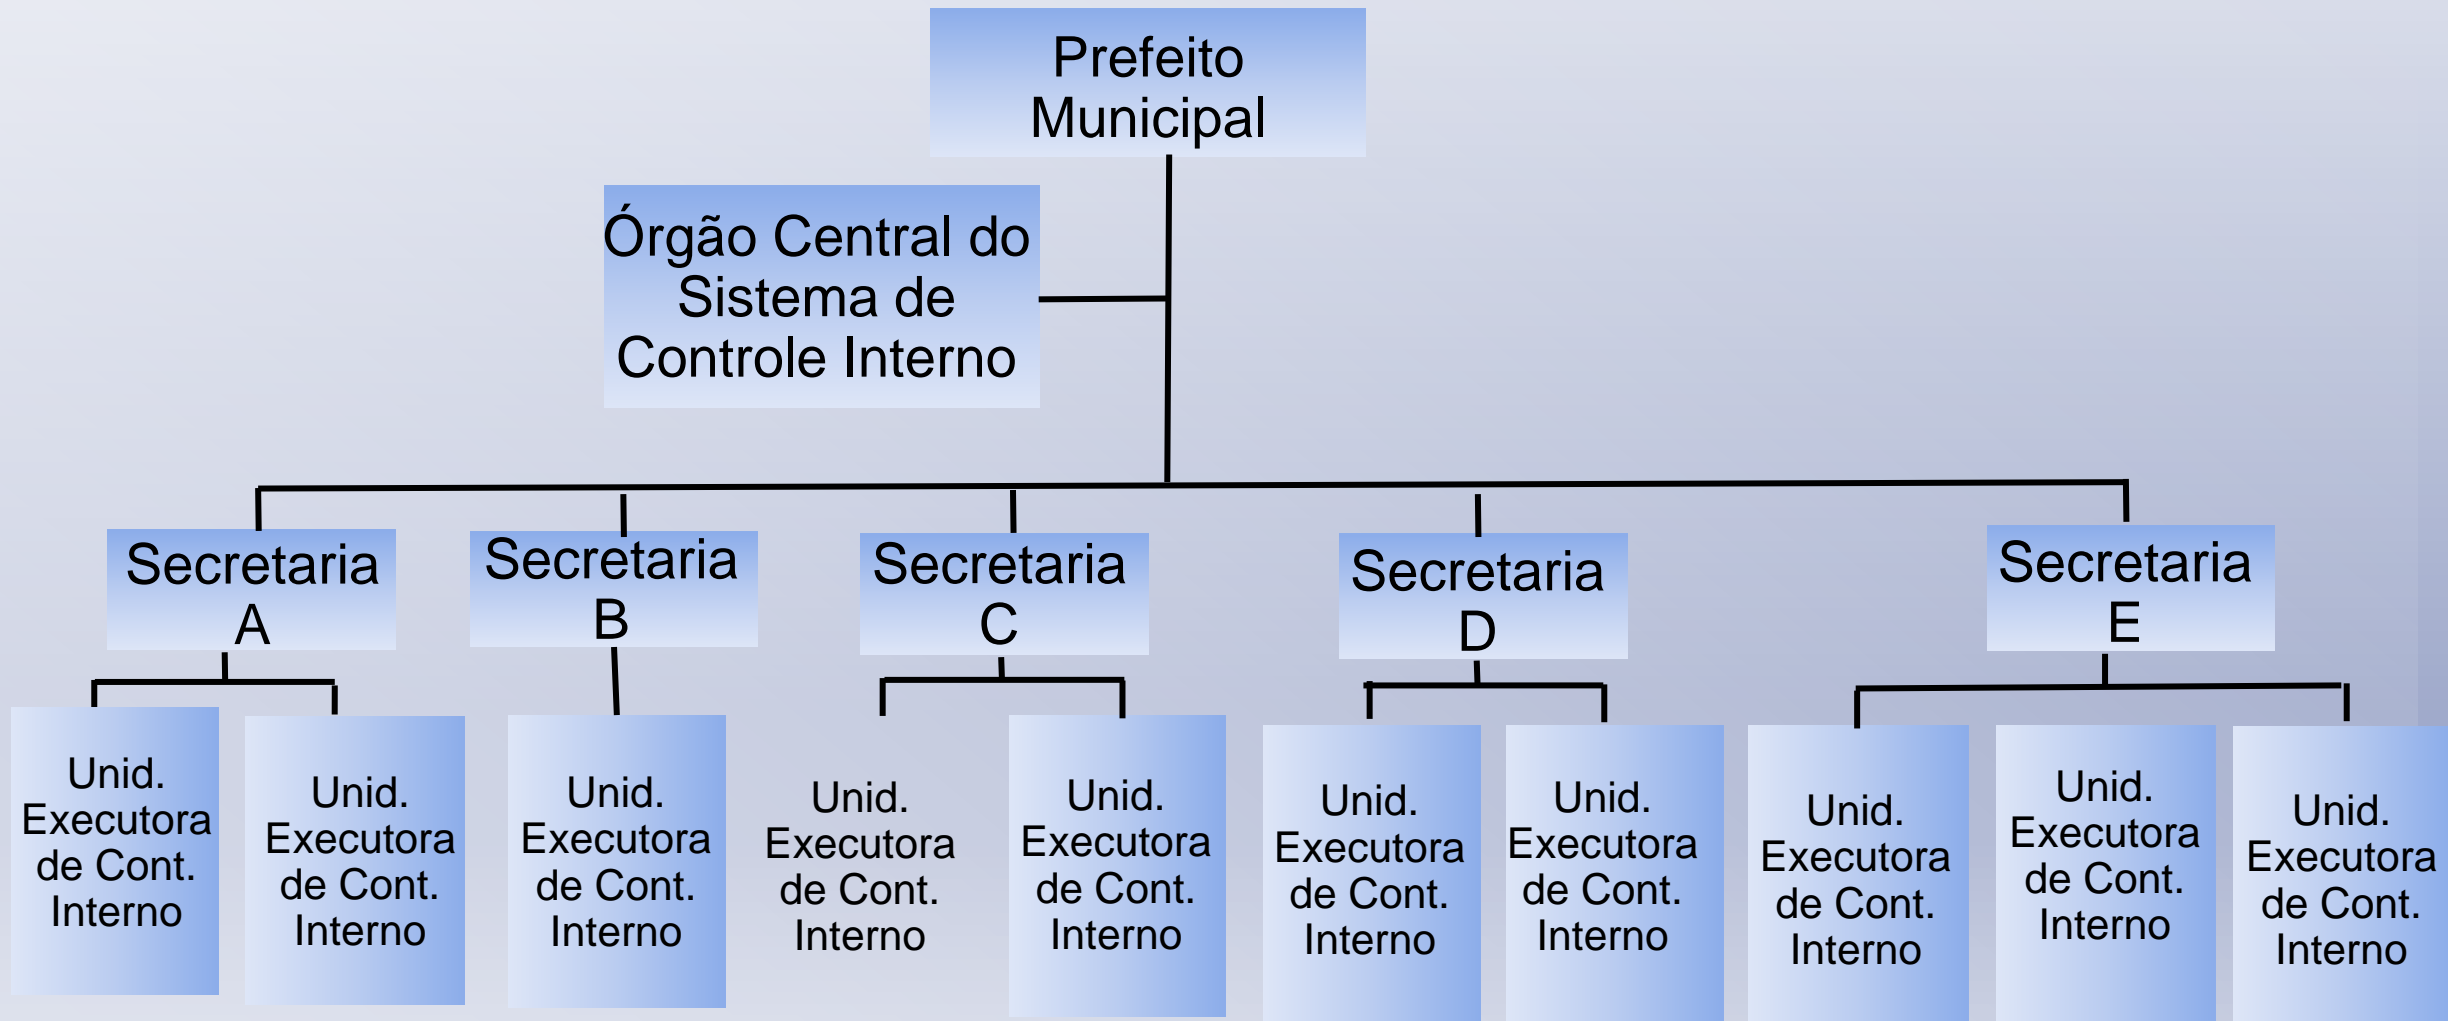 Prefeito
Municipal
Órgão Central do
Sistema de
Controle Interno
Secretaria
A
Secretaria
B
Secretaria
C
Secretaria
D
Secretaria
E
Unid.
Executora
de Cont.
Interno
Unid.
Executora
de Cont.
Interno
Unid.
Executora
de Cont.
Interno
Unid.
Executora
de Cont.
Interno
Unid.
Executora
de Cont.
Interno
Unid.
Executora
de Cont.
Interno
Unid.
Executora
de Cont.
Interno
Unid.
Executora
de Cont.
Interno
Unid.
Executora
de Cont.
Interno
Unid.
Executora
de Cont.
Interno